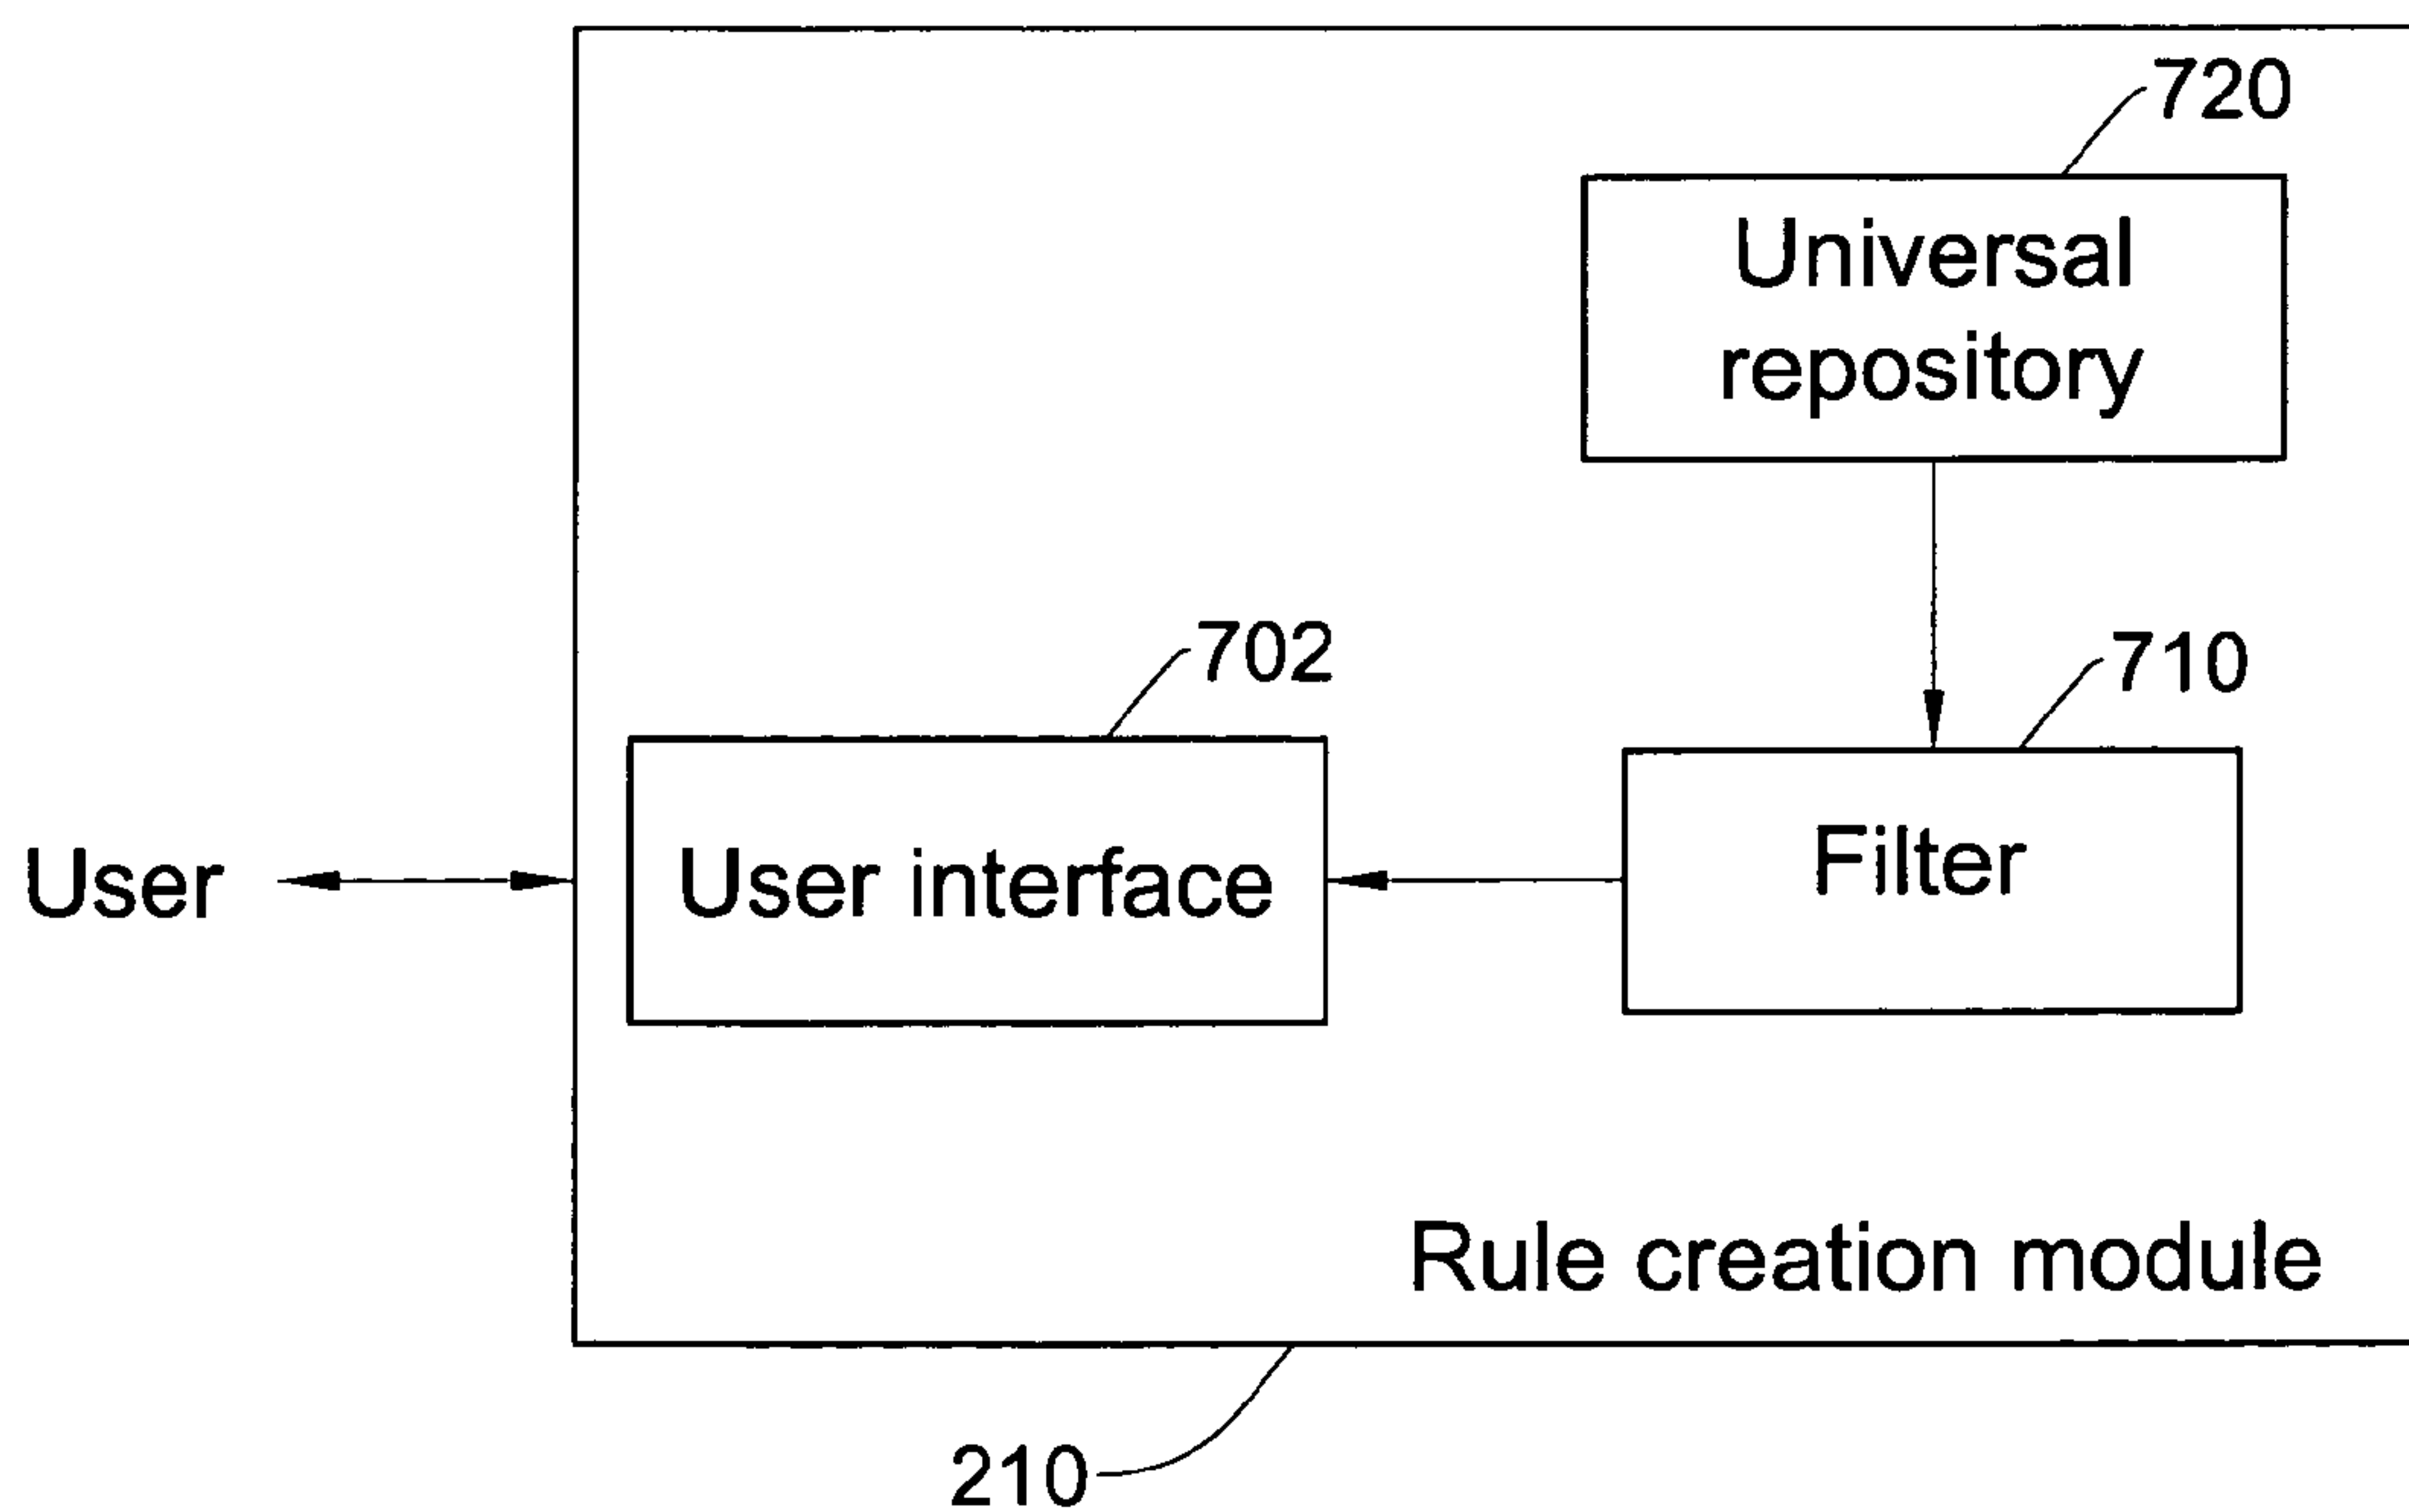 720
Universal
repository
702
710
User
User interface
Filter
Rule creation module
210